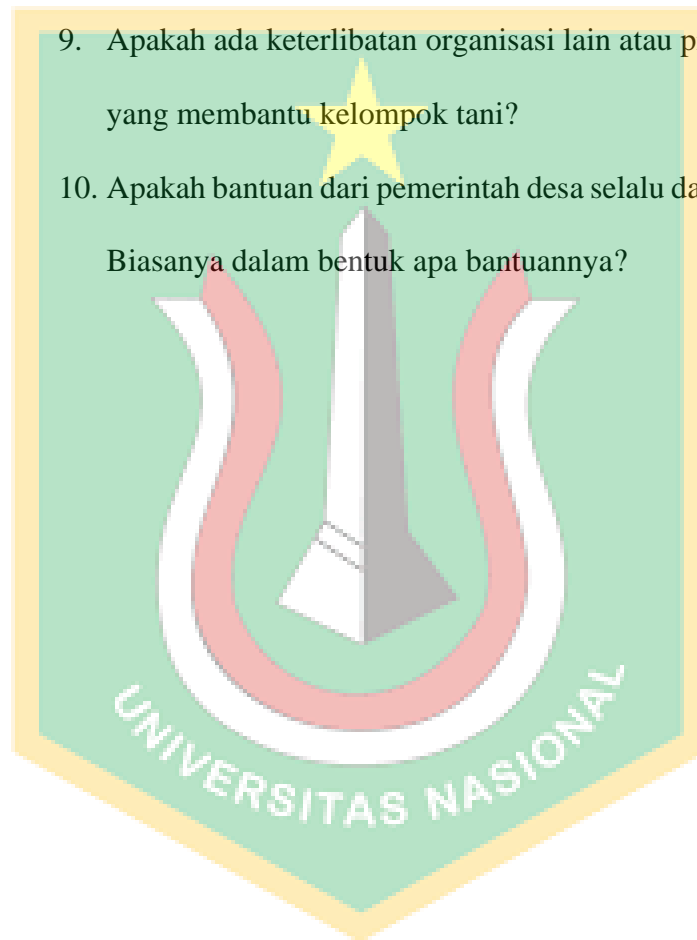 9. Apakah ada keterlibatan organisasi lain atau
yang membantu kelompok tani?
10. Apakah bantuan dari pemerintah desa selalu
Biasanya dalam bentuk apa bantuannya?
UNIVERSITAS NASIONAL